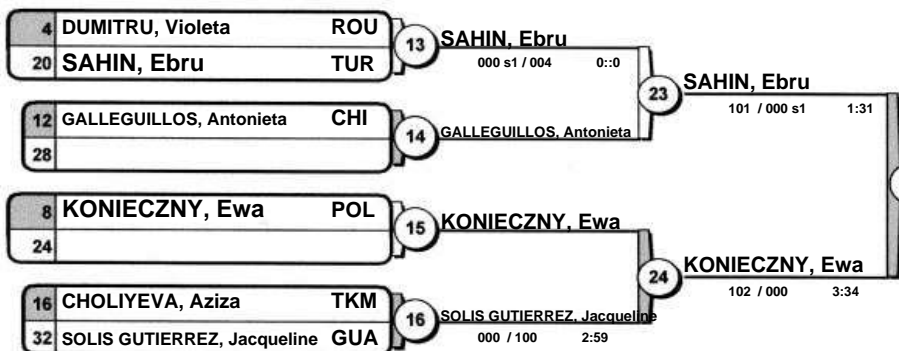 4 DUMITRU, Violeta ROU
20 SAHIN, Ebru TUR
13
SAHIN, Ebru
000 s1 / 004 0::0
12 GALLEGUILLOS, Antonieta CHI
28
14
GALLEGUILLOS, Antonieta
23
SAHIN, Ebru
101 / 000 s1 1:31
8 KONIECZNY, Ewa POL
24
15
KONIECZNY, Ewa
16 CHOLIYEVA, Aziza TKM
32 SOLIS GUTIERREZ, Jacqueline GUA
16
SOLIS GUTIERREZ, Jacqueline
000 / 100 2:59
24
KONIECZNY, Ewa
102 / 000 3:34